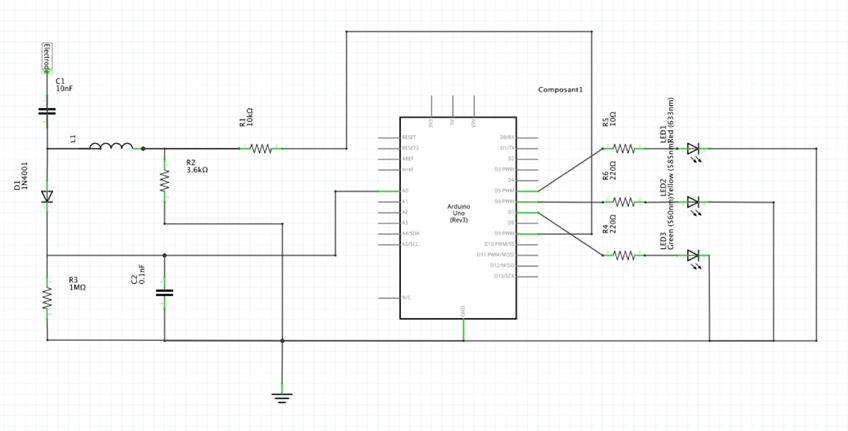 Electrode
C1
10nF
L1
D1
1N4001
R1
10kΩ
R2
3.6kΩ
R3
1MΩ
C2
0.1nF
Composant1
RESET
RESET2
AREF
ioref
A0
A1
A2
A3
A4/SDA
A5/SCL
N/C
D0/RX
D1/TX
D2
D3 PWM
D4
D5 PWM
D6 PWM
D7
D8
D9 PWM
D10 PWM/SS
D11 PWM/MOSI
D12/MISO
D13/SCK
GND
Arduino
Uno
(Rev3)
R5
10Ω
R6
220Ω
R4
220Ω
LED1
Red (633nm)
LED2
Yellow (585nm)
LED3
Green (560nm)